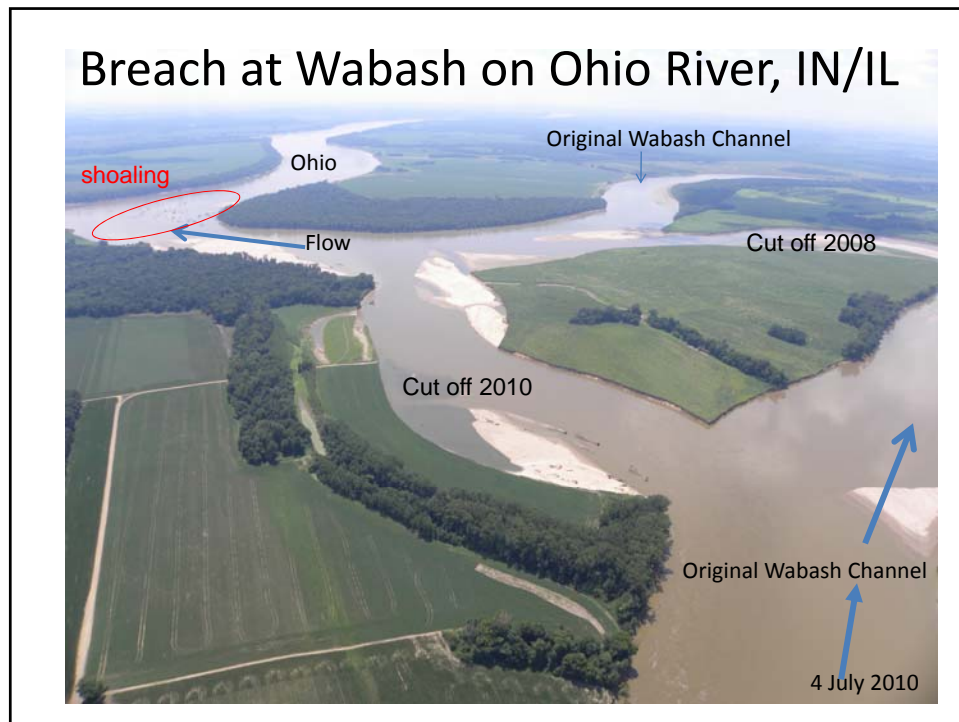 Breach at Wabash on Ohio River, IN/IL
Original Wabash Channel
Ohio
shoaling
Flow
Cut off 2008
Cut off 2010
Original Wabash Channel
4 July 2010